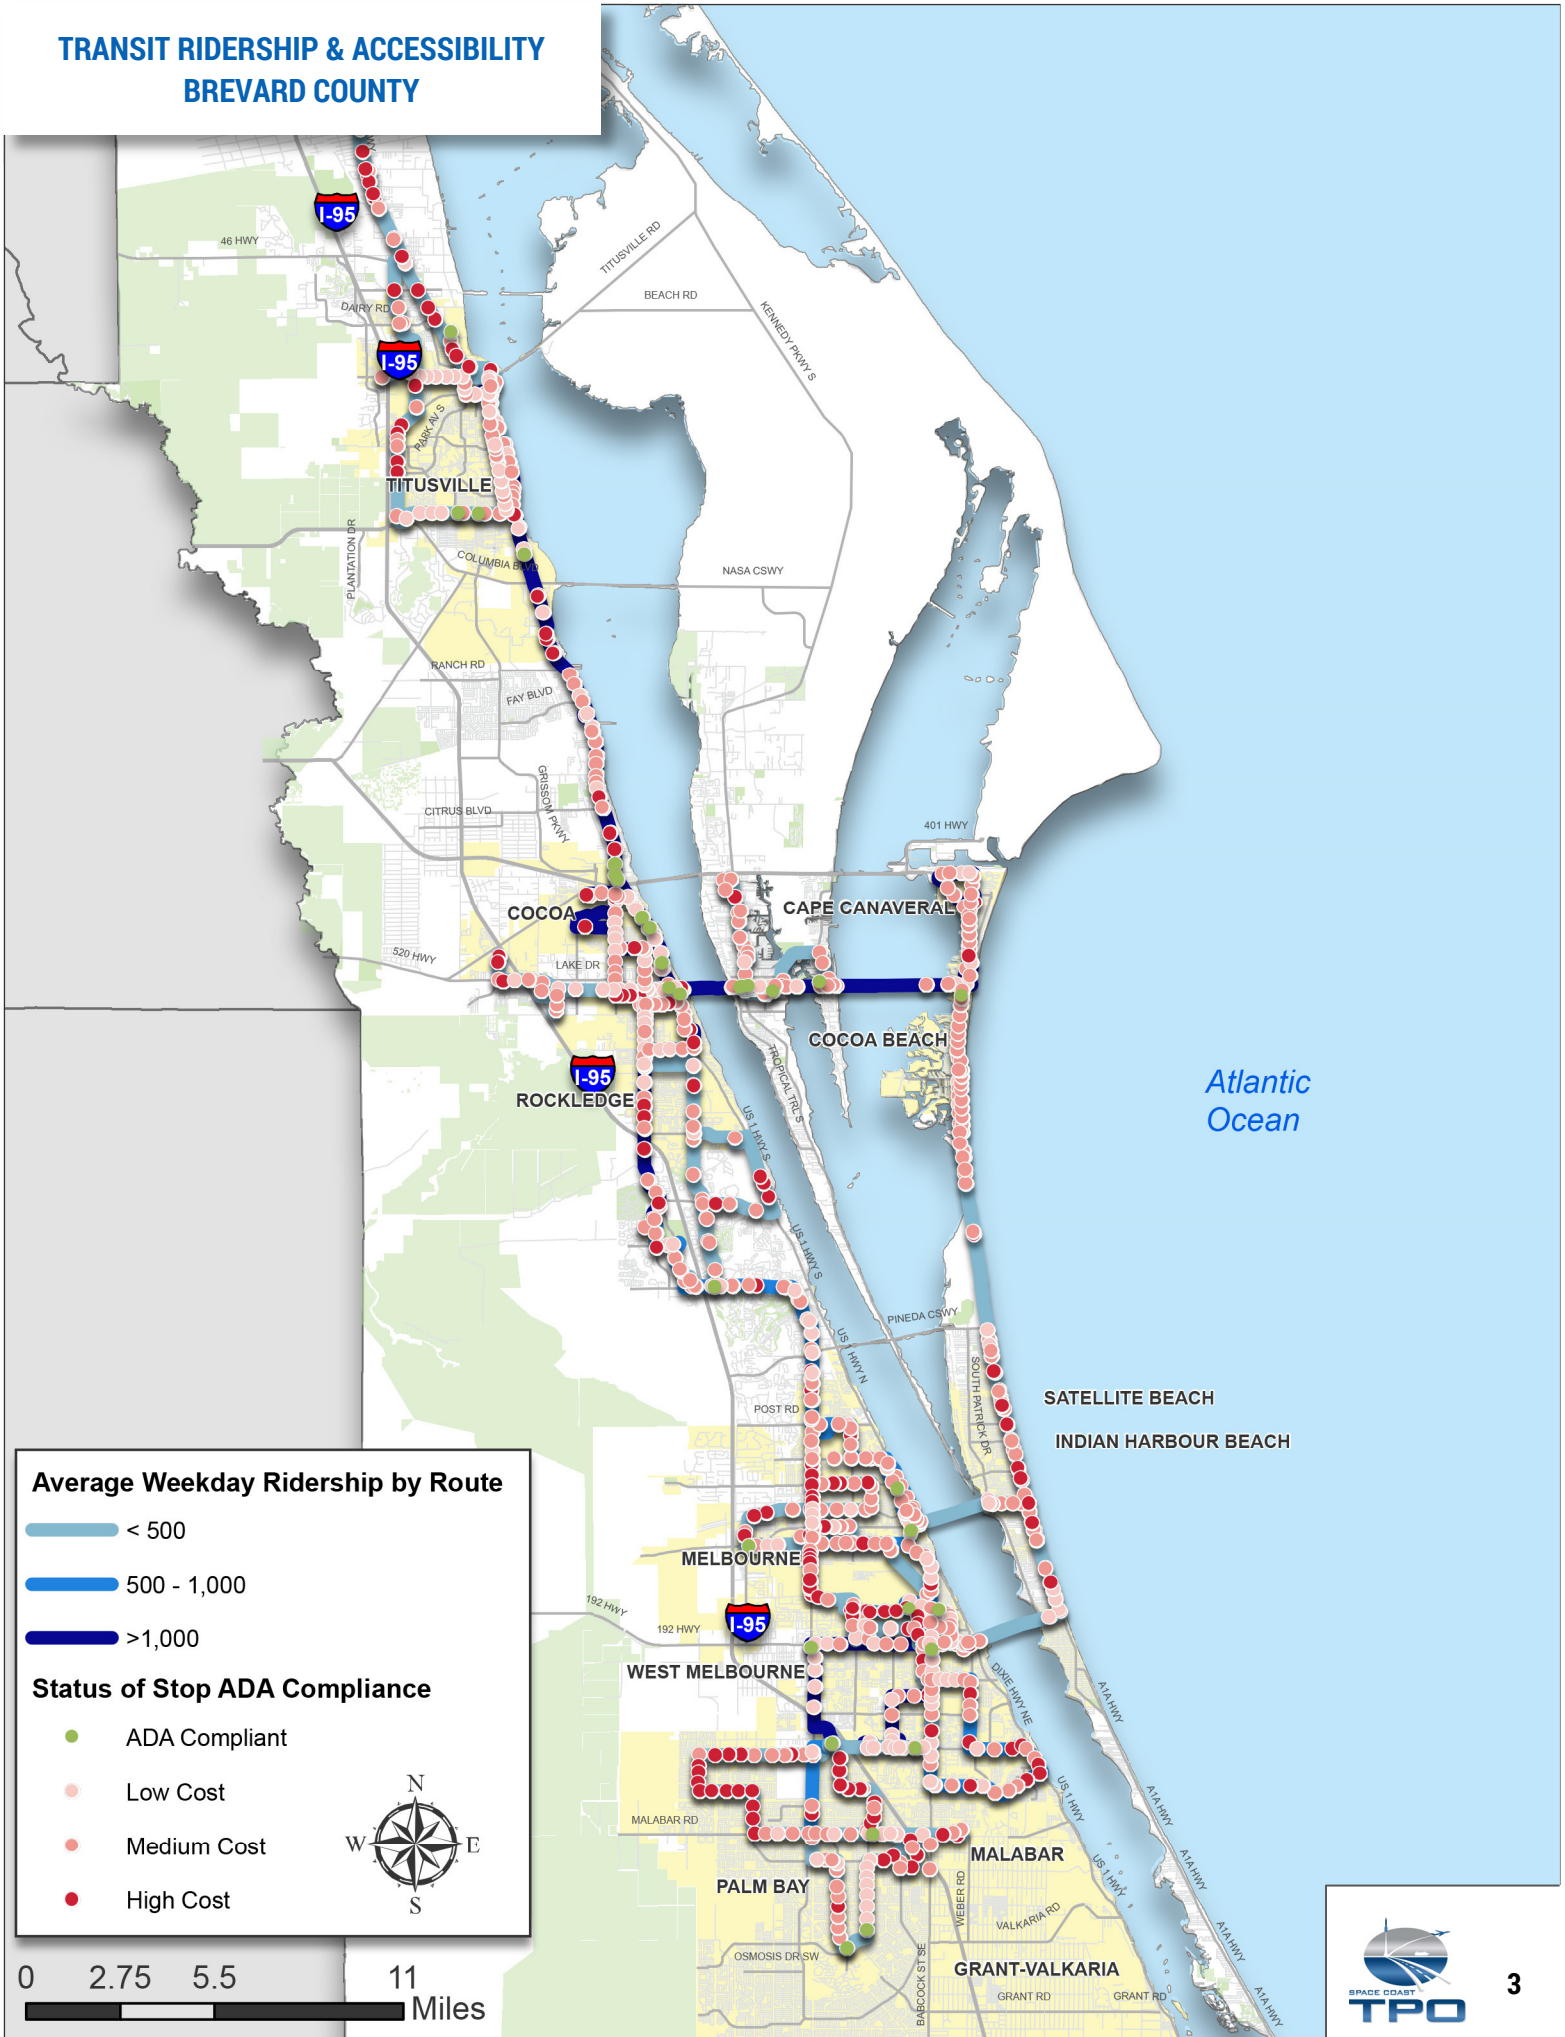 TRANSIT RIDERSHIP & ACCESSIBILITY
BREVARD COUNTY
I-95
46 HWY
TITUSVILLE RD
BEACH RD
KENNEDY PKWY S
DAIRY RD
I-95
PARK AV S
TITUSVILLE
PLANTATION DR
COLUMBIA BLVD
NASA CSWY
RANCH RD
FAY BLVD
GRISSOM PKWY
CITRUS BLVD
401 HWY
COCOA
CAPE CANAVERAL
520 HWY
LAKE DR
COCOA BEACH
TROPICAL TRL S
I-95
ROCKLEDGE
US 1 HWY S
Atlantic
Ocean
US 1 HWY S
PINEDA CSWY
US 1 HWY N
SOUTH PATRICK DR
SATELLITE BEACH
POST RD
INDIAN HARBOUR BEACH
MELBOURNE
192 HWY
I-95
192 HWY
WEST MELBOURNE
DIXIE HWY NE
A1A HWY
US 1 HWY
A1A HWY
MALABAR RD
MALABAR
US 1 HWY
A1A HWY
PALM BAY
WEBER RD
VALKARIA RD
A1A HWY
OSMOSIS DR SW
BABCOCK ST SE
GRANT-VALKARIA
GRANT RD
GRANT RD
A1A HWY
Average Weekday Ridership by Route
< 500
500 - 1,000
>1,000
Status of Stop ADA Compliance
ADA Compliant
Low Cost
Medium Cost
High Cost
N
W
E
S
0 2.75 5.5 11
Miles
SPACE COAST
TPO
3